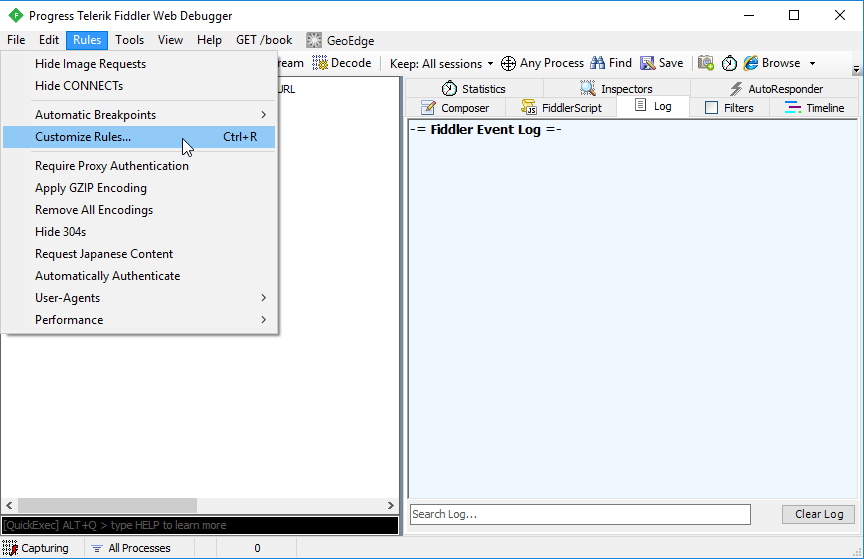 Progress Telerik Fiddler Web Debugger
File Edit Rules Tools View Help GET /book GeoEdge
Hide Image Requests
Hide CONNECTs
Automatic Breakpoints
Customize Rules... Ctrl+R
Require Proxy Authentication
Apply GZIP Encoding
Remove All Encodings
Hide 304s
Request Japanese Content
Automatically Authenticate
User-Agents
Performance
ream Decode Keep: All sessions Any Process Find Save Browse
URL
Statistics Inspectors AutoResponder
Composer FiddlerScript Log Filters Timeline
-= Fiddler Event Log =-
Search Log... Clear Log
[QuickExec] ALT+Q > type HELP to learn more
Capturing All Processes 0